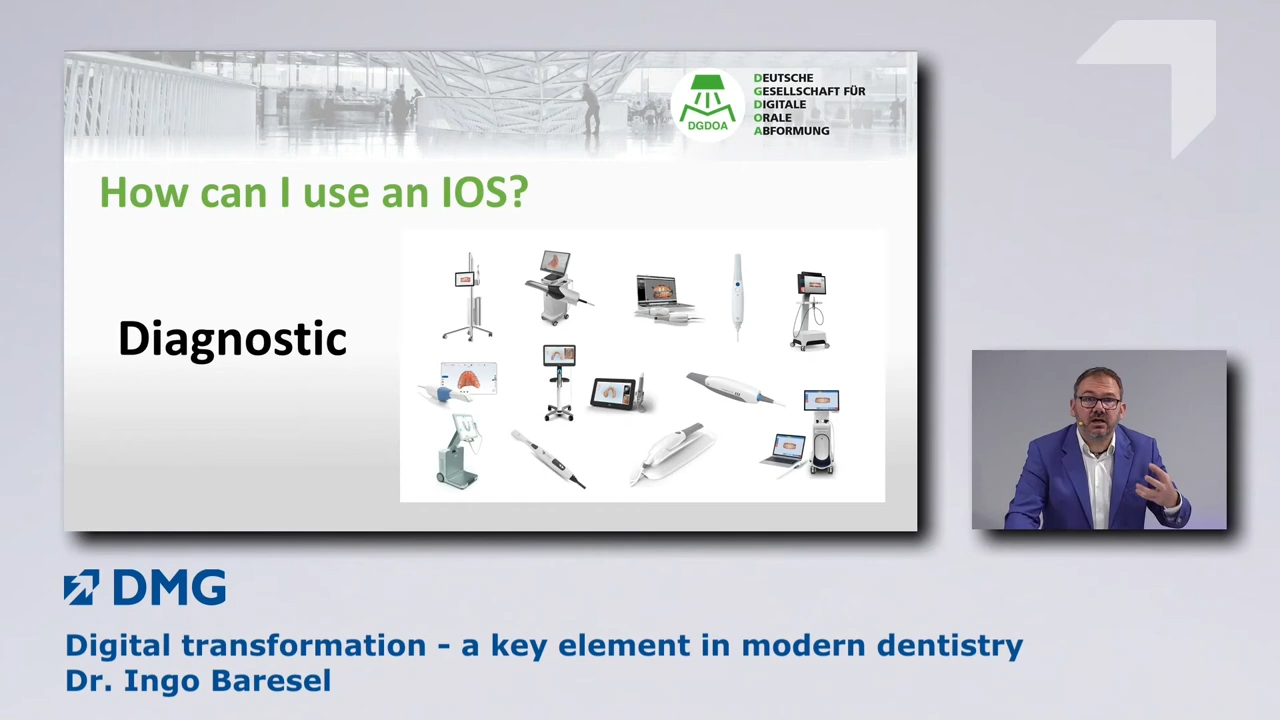 DGDOA
DEUTSCHE
GESELLSCHAFT FÜR
DIGITALE
ORALE
ABFORMUNG
How can I use an IOS?
Diagnostic
DMG
Digital transformation - a key element in modern dentistry
Dr. Ingo Baresel